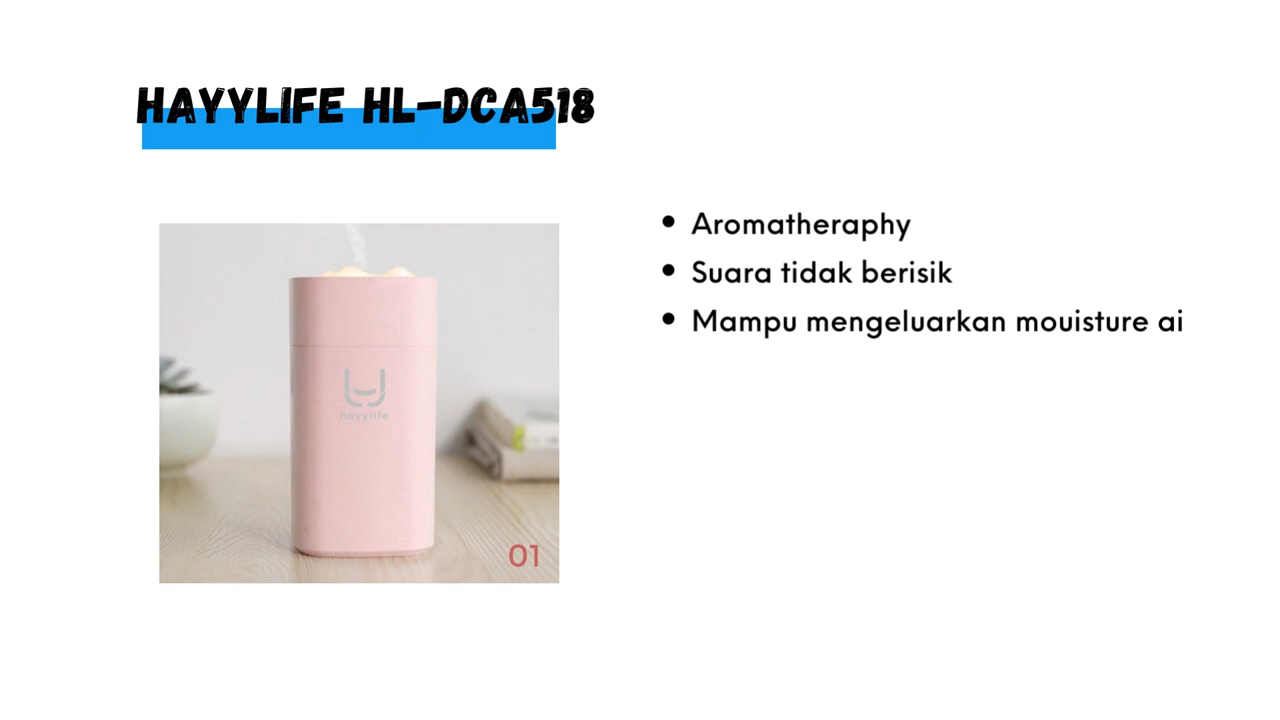 HAYYLIFE HL-DCA518
Aromatheraphy
Suara tidak berisik
Mampu mengeluarkan mouisture ai
hayylife
01